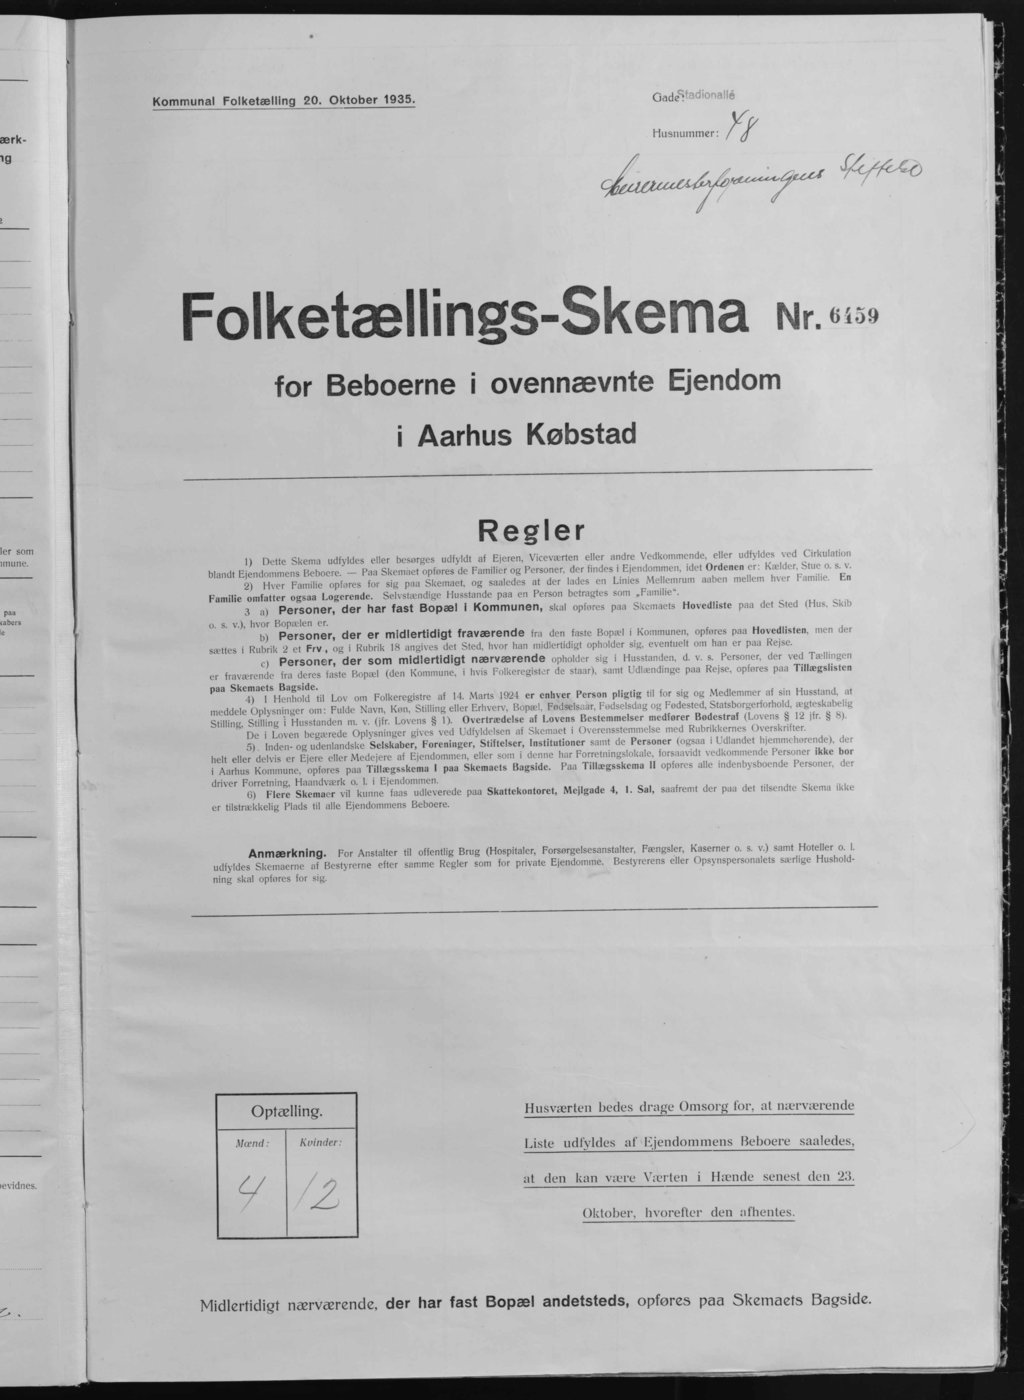 ærk-
ng
ler som
mmune.
paa
kabers
le
evidnes.
Kommunal Folketælling 20. Oktober 1935.
Gade: Stadionallé
Husnummer: 48
Murermesterforeningens Stiftelse
Folketællings-Skema Nr. 6459
for Beboerne i ovennævnte Ejendom
i Aarhus Købstad
Regler
1) Dette Skema udfyldes eller besørges udfyldt af Ejeren, Viceværten eller andre Vedkommende, eller udfyldes ved Cirkulation
blandt Ejendommens Beboere. — Paa Skemaet opføres de Familier og Personer, der findes i Ejendommen, idet Ordenen er: Kælder, Stue o. s. v.
2) Hver Familie opføres for sig paa Skemaet, og saaledes at der lades en Linies Mellemrum aaben mellem hver Familie. En
Familie omfatter ogsaa Logerende. Selvstændige Husstande paa en Person betragtes som „Familie“.
3 a) Personer, der har fast Bopæl i Kommunen, skal opføres paa Skemaets Hovedliste paa det Sted (Hus, Skib
o. s. v.), hvor Bopælen er.
b) Personer, der er midlertidigt fraværende fra den faste Bopæl i Kommunen, opføres paa Hovedlisten, men der
sættes i Rubrik 2 et Frv., og i Rubrik 18 angives det Sted, hvor han midlertidigt opholder sig, eventuelt om han er paa Rejse.
c) Personer, der som midlertidigt nærværende opholder sig i Husstanden, d. v. s. Personer, der ved Tællingen
er fraværende fra deres faste Bopæl (den Kommune, i hvis Folkeregister de staar), samt Udlændinge paa Rejse, opføres paa Tillægslisten
paa Skemaets Bagside.
4) I Henhold til Lov om Folkeregistre af 14. Marts 1924 er enhver Person pligtig til for sig og Medlemmer af sin Husstand, at
meddele Oplysninger om: Fulde Navn, Køn, Stilling eller Erhverv, Bopæl, Fødselsaar, Fødselsdag og Fødested, Statsborgerforhold, ægteskabelig
Stilling, Stilling i Husstanden m. v. (jfr. Lovens § 1). Overtrædelse af Lovens Bestemmelser medfører Bødestraf (Lovens § 12 jfr. § 8).
De i Loven begærede Oplysninger gives ved Udfyldelsen af Skemaet i Overensstemmelse med Rubrikkernes Overskrifter.
5) Inden- og udenlandske Selskaber, Foreninger, Stiftelser, Institutioner samt de Personer (ogsaa i Udlandet hjemmehørende), der
helt eller delvis er Ejere eller Medejere af Ejendommen, eller som i denne har Forretningslokale, forsaavidt vedkommende Personer ikke bor
i Aarhus Kommune, opføres paa Tillægsskema I paa Skemaets Bagside. Paa Tillægsskema II opføres alle indenbysboende Personer, der
driver Forretning, Haandværk o. l. i Ejendommen.
6) Flere Skemaer vil kunne faas udleverede paa Skattekontoret, Mejlgade 4, 1. Sal, saafremt der paa det tilsendte Skema ikke
er tilstrækkelig Plads til alle Ejendommens Beboere.
Anmærkning. For Anstalter til offentlig Brug (Hospitaler, Forsørgelsesanstalter, Fængsler, Kaserner o. s. v.) samt Hoteller o. l.
udfyldes Skemaerne af Bestyrerne efter samme Regler som for private Ejendomme. Bestyrerens eller Opsynspersonalets særlige Hushold-
ning skal opføres for sig.
Optælling.
Mænd: Kvinder:
4 12
Husværten bedes drage Omsorg for, at nærværende
Liste udfyldes af Ejendommens Beboere saaledes,
at den kan være Værten i Hænde senest den 23.
Oktober, hvorefter den afhentes.
Midlertidigt nærværende, der har fast Bopæl andetsteds, opføres paa Skemaets Bagside.